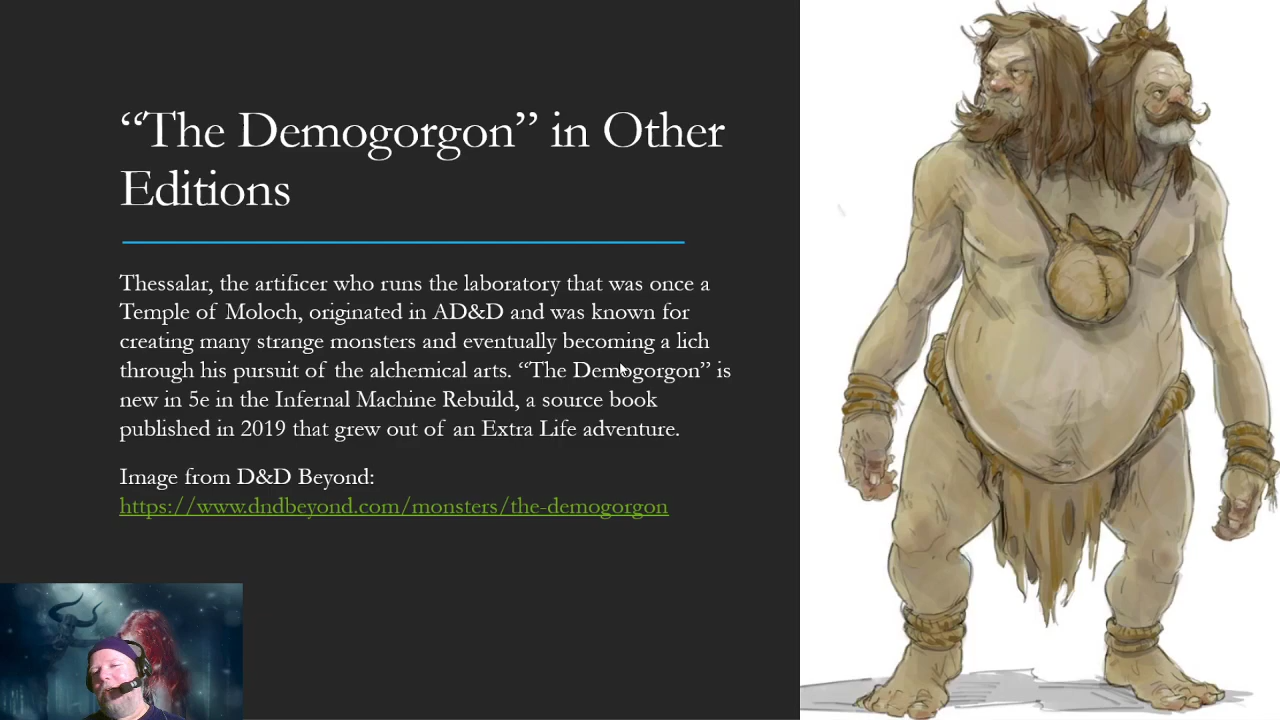 “The Demogorgon” in Other
Editions
Thessalar, the artificer who runs the laboratory that was once a
Temple of Moloch, originated in AD&D and was known for
creating many strange monsters and eventually becoming a lich
through his pursuit of the alchemical arts. “The Demogorgon” is
new in 5e in the Infernal Machine Rebuild, a source book
published in 2019 that grew out of an Extra Life adventure.
Image from D&D Beyond:
https://www.dndbeyond.com/monsters/the-demogorgon